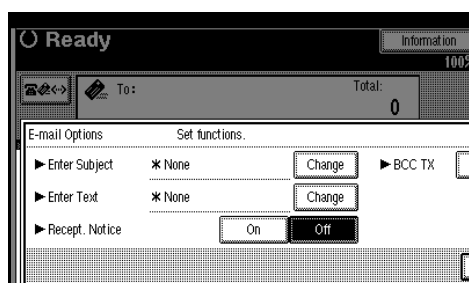 Ready
Information
100%
To:
Total:
0
E-mail Options Set functions.
► Enter Subject ✱ None Change ► BCC TX
► Enter Text ✱ None Change
► Recept. Notice On Off